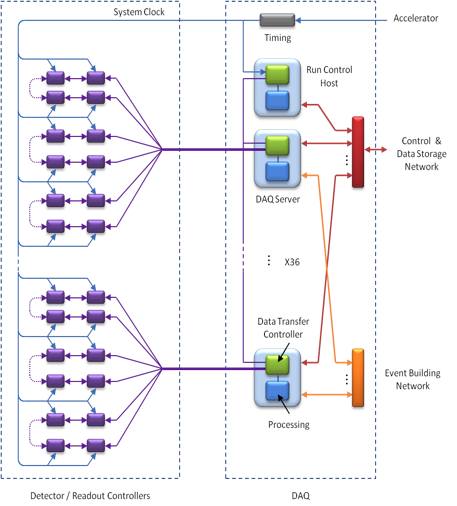 System Clock
Accelerator
Timing
Run Control
Host
Control &
Data Storage
Network
DAQ Server
X36
Data Transfer
Controller
Event Building
Network
Processing
Detector / Readout Controllers
DAQ